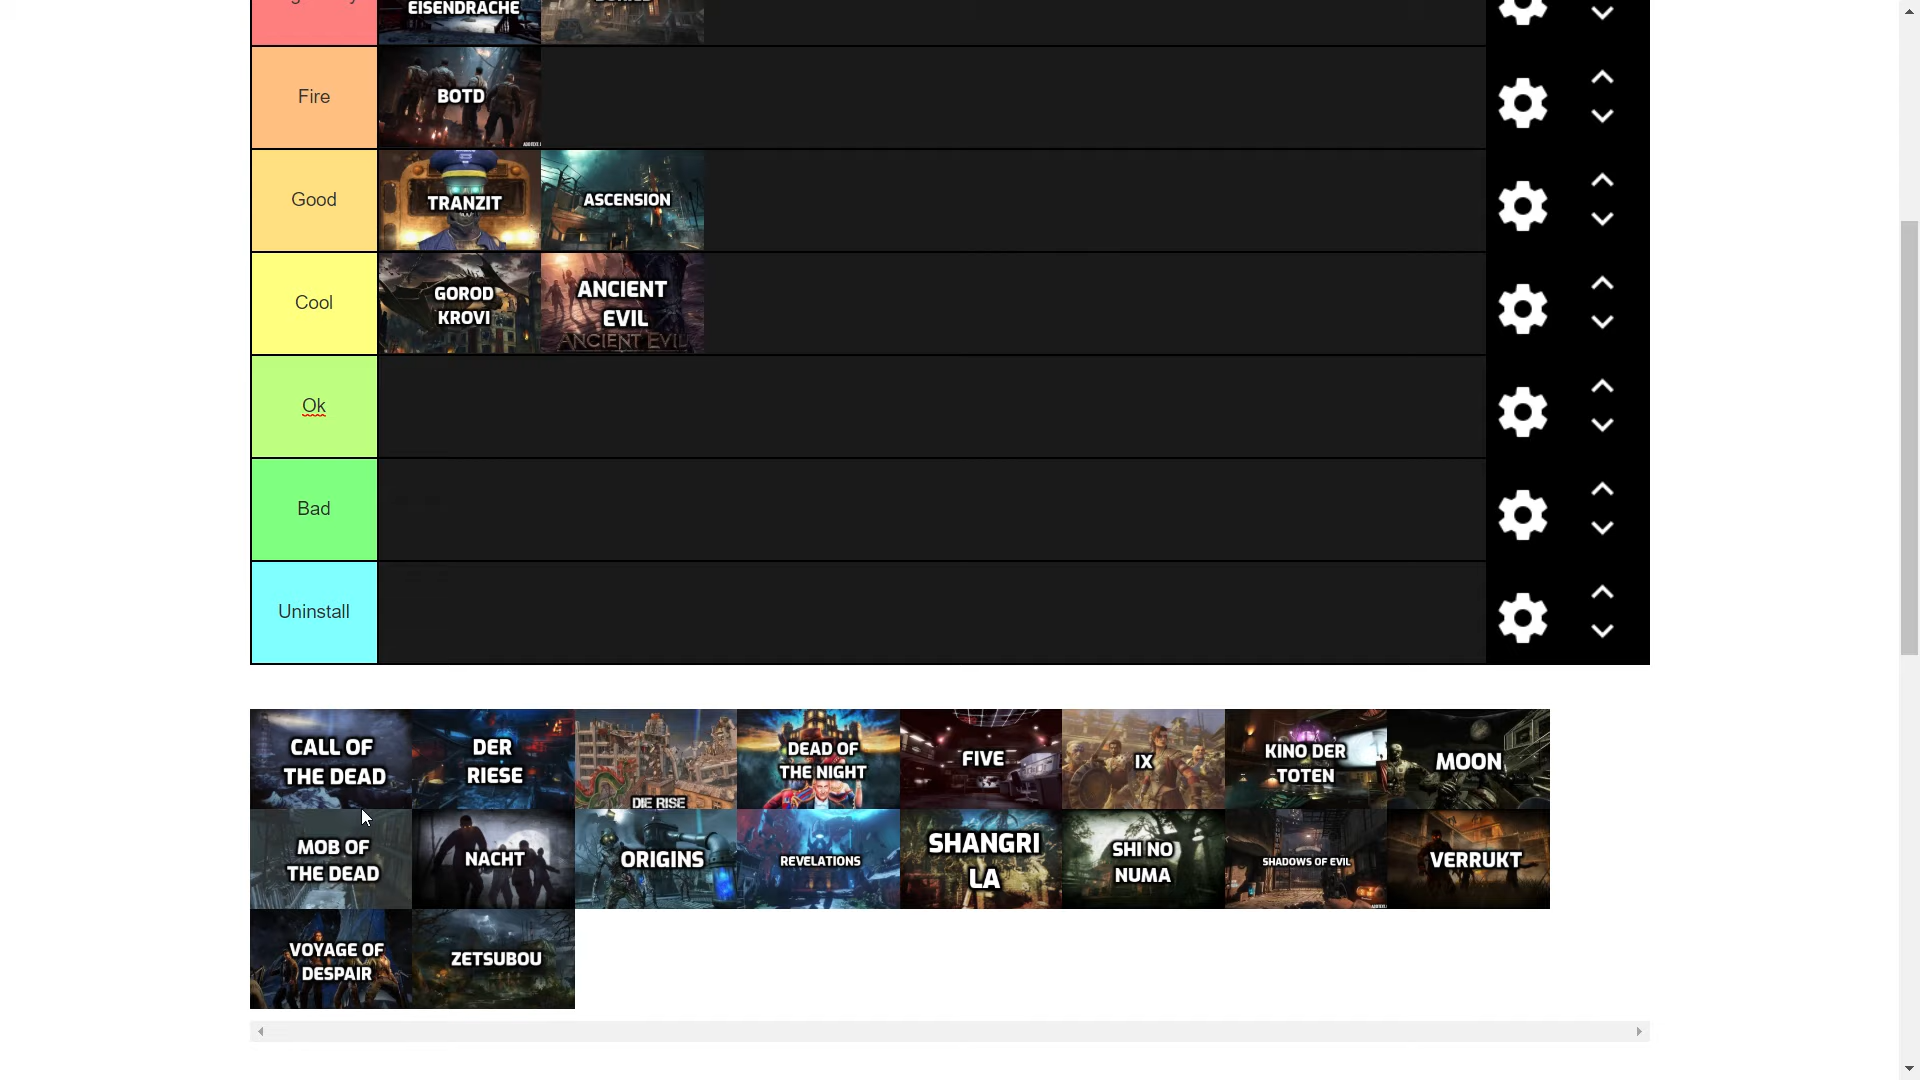 EISENDRACHE
Fire
BOTD
Good
TRANZIT
ASCENSION
Cool
GOROD
KROVI
ANCIENT
EVIL
ANCIENT EVIL
Ok
Bad
Uninstall
CALL OF
THE DEAD
DER
RIESE
DIE RISE
DEAD OF
THE NIGHT
FIVE
IX
KINO DER
TOTEN
MOON
MOB OF
THE DEAD
NACHT
ORIGINS
REVELATIONS
SHANGRI
LA
SHI NO
NUMA
SHADOWS OF EVIL
VERRUKT
VOYAGE OF
DESPAIR
ZETSUBOU